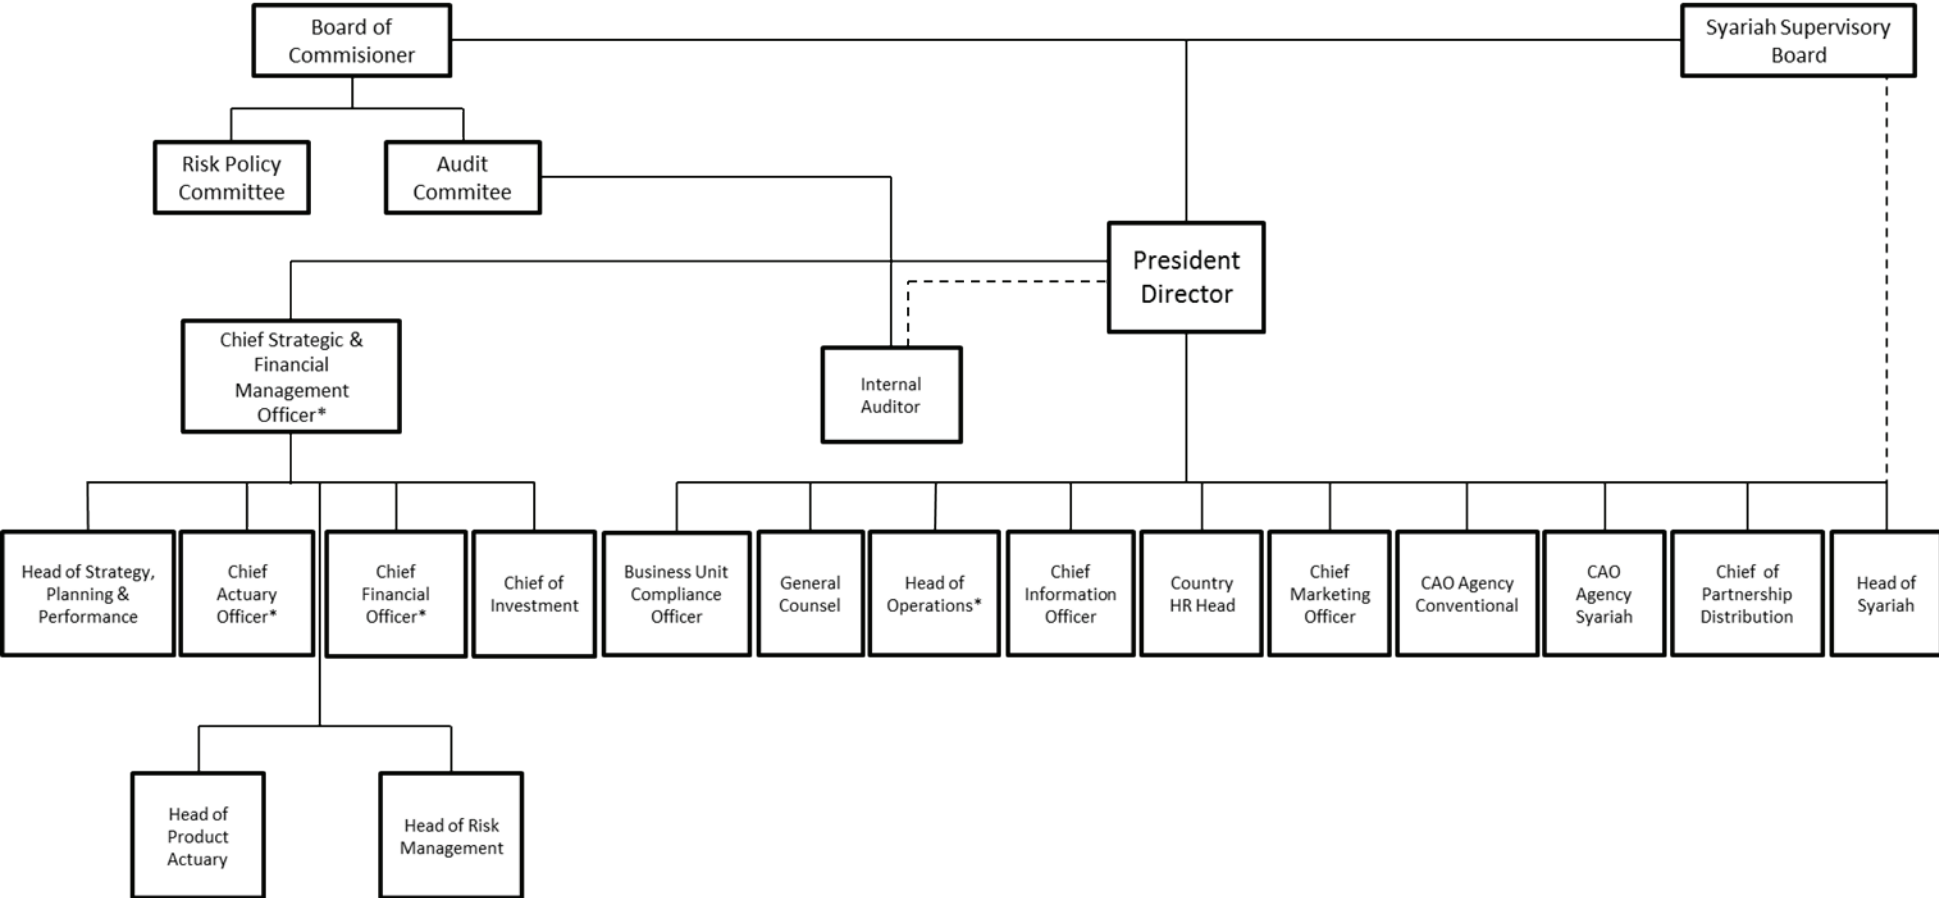 Board of
Commisioner
Syariah Supervisory
Board
Risk Policy
Committee
Audit
Commitee
President
Director
Chief Strategic &
Financial
Management
Officer*
Internal
Auditor
Head of Strategy,
Planning &
Performance
Chief
Actuary
Officer*
Chief
Financial
Officer*
Chief of
Investment
Business Unit
Compliance
Officer
General
Counsel
Head of
Operations*
Chief
Information
Officer
Country
HR Head
Chief
Marketing
Officer
CAO Agency
Conventional
CAO
Agency
Syariah
Chief of
Partnership
Distribution
Head of
Syariah
Head of
Product
Actuary
Head of Risk
Management